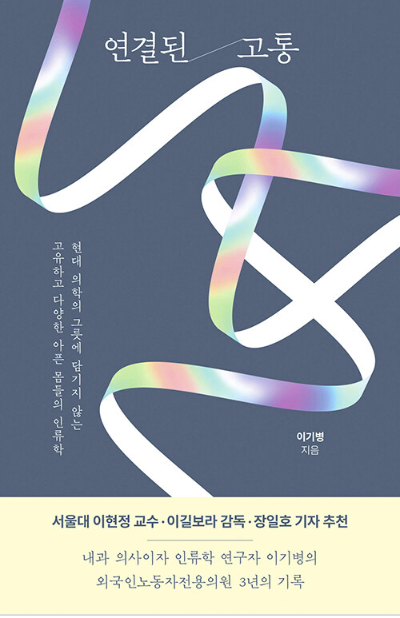 연결된 고통
현대 의학의 그릇에 담기지 않는
고유하고 다양한 아픈 몸들의 인류학
이기병
지음
서울대 이현정 교수·이길보라 감독·장일호 기자 추천
내과 의사이자 인류학 연구자 이기병의
외국인노동자전용의원 3년의 기록